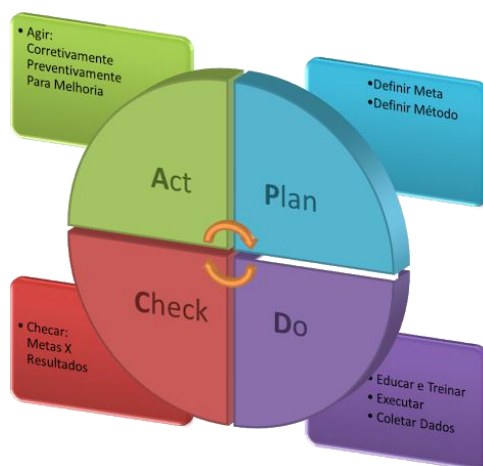 • Agir:
Corretivamente
Preventivamente
Para Melhoria
•Definir Meta
•Definir Método
Act
Plan
Check
Do
• Checar:
Metas X
Resultados
• Educar e Treinar
• Executar
• Coletar Dados